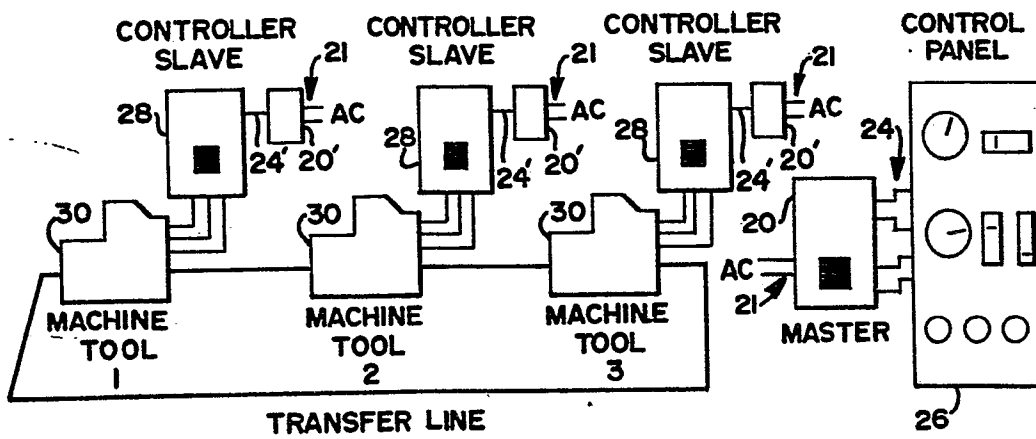 CONTROLLER SLAVE
CONTROLLER SLAVE
CONTROLLER SLAVE
CONTROL PANEL
21
21
21
28
AC
28
AC
28
AC
24
24'
20'
24'
20'
24'
20'
20
30
30
30
AC
21
MACHINE TOOL 1
MACHINE TOOL 2
MACHINE TOOL 3
MASTER
TRANSFER LINE
26